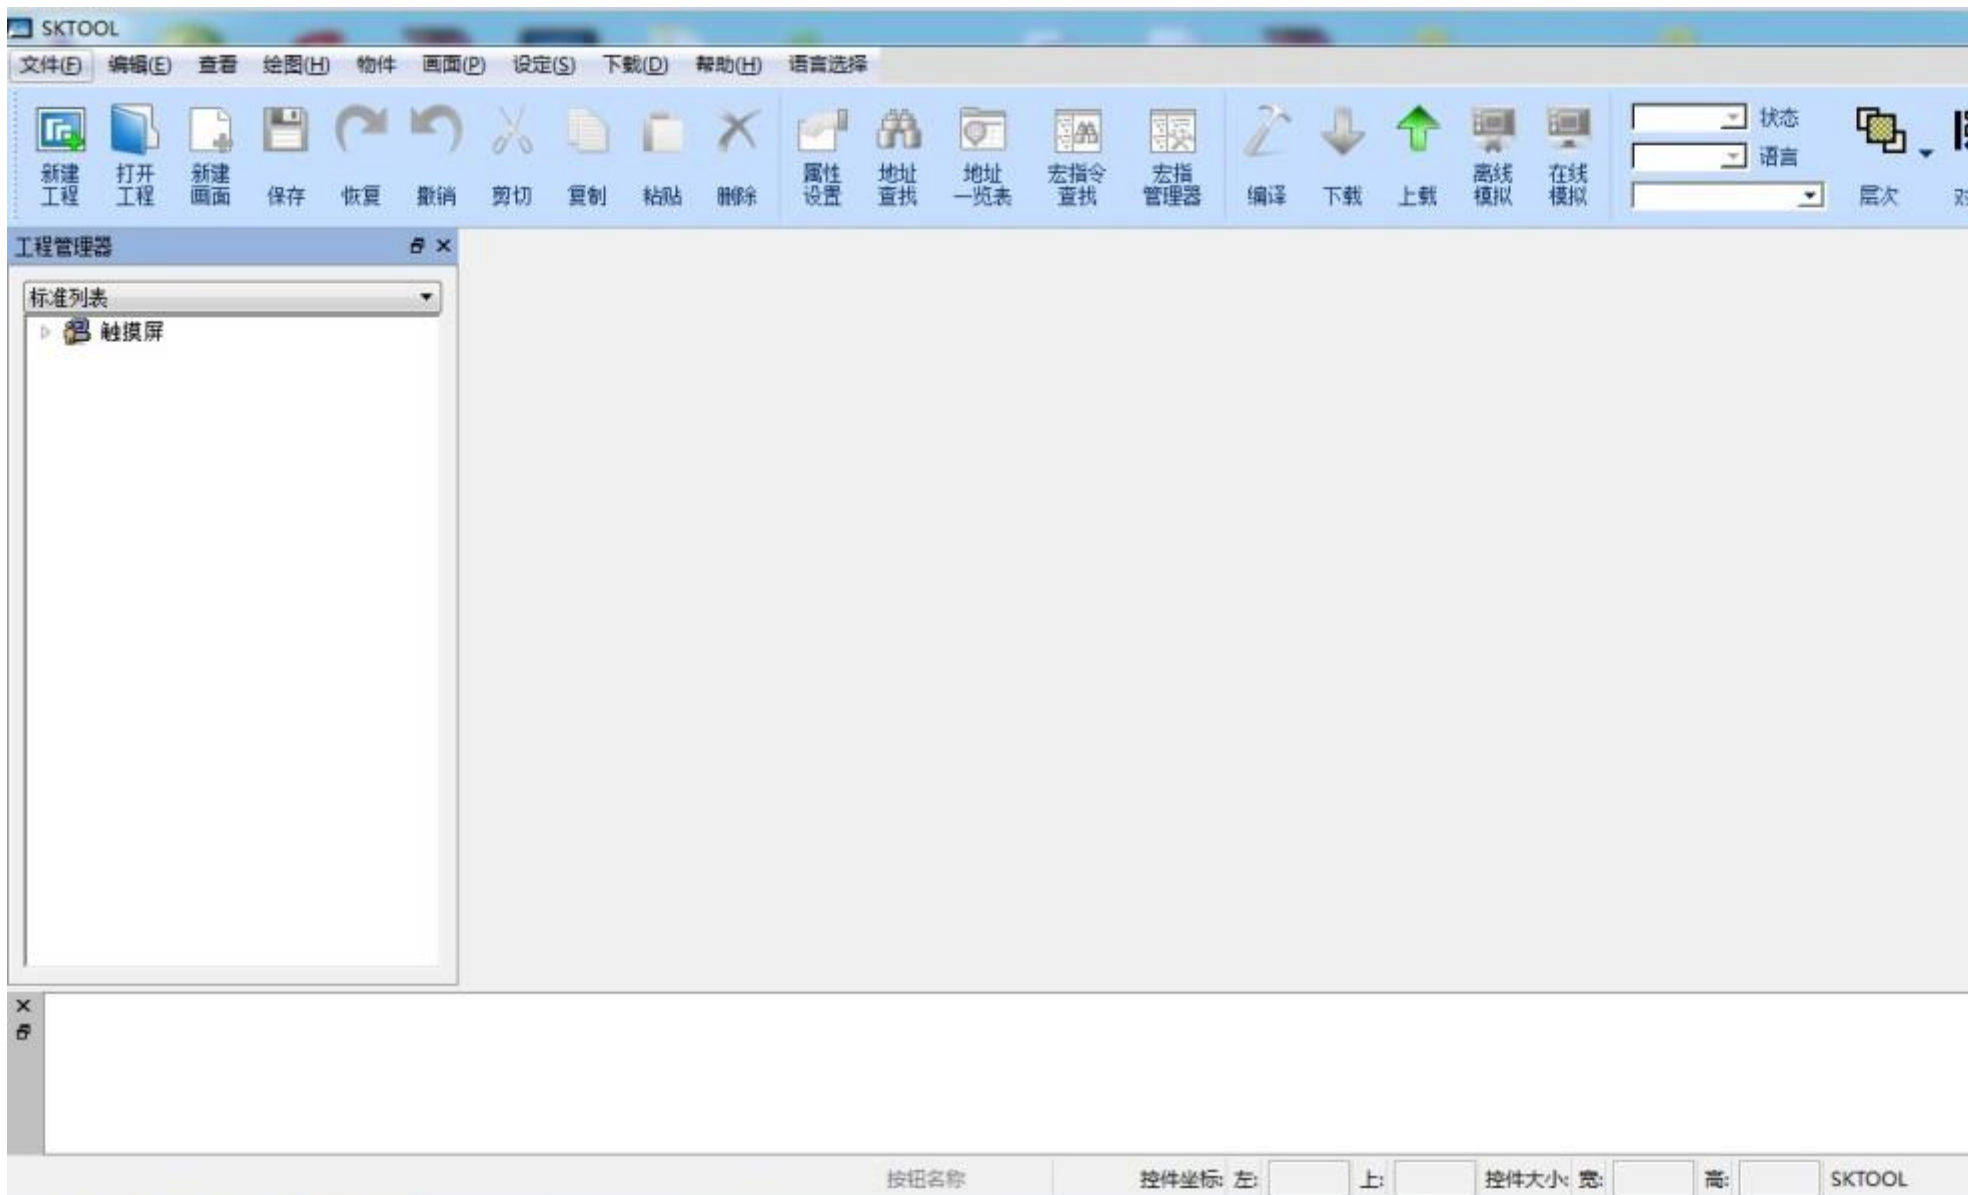 SKTOOL
文件(F) 编辑(E) 查看 绘图(H) 物件 画面(P) 设定(S) 下载(D) 帮助(H) 语言选择
新建工程 打开工程 新建画面 保存 恢复 撤销 剪切 复制 粘贴 删除 属性设置 地址查找 地址一览表 宏指令查找 宏指管理器 编译 下载 上载 离线模拟 在线模拟 状态 语言 层次
工程管理器
标准列表
触摸屏
按钮名称 控件坐标: 左: 上: 控件大小: 宽: 高: SKTOOL